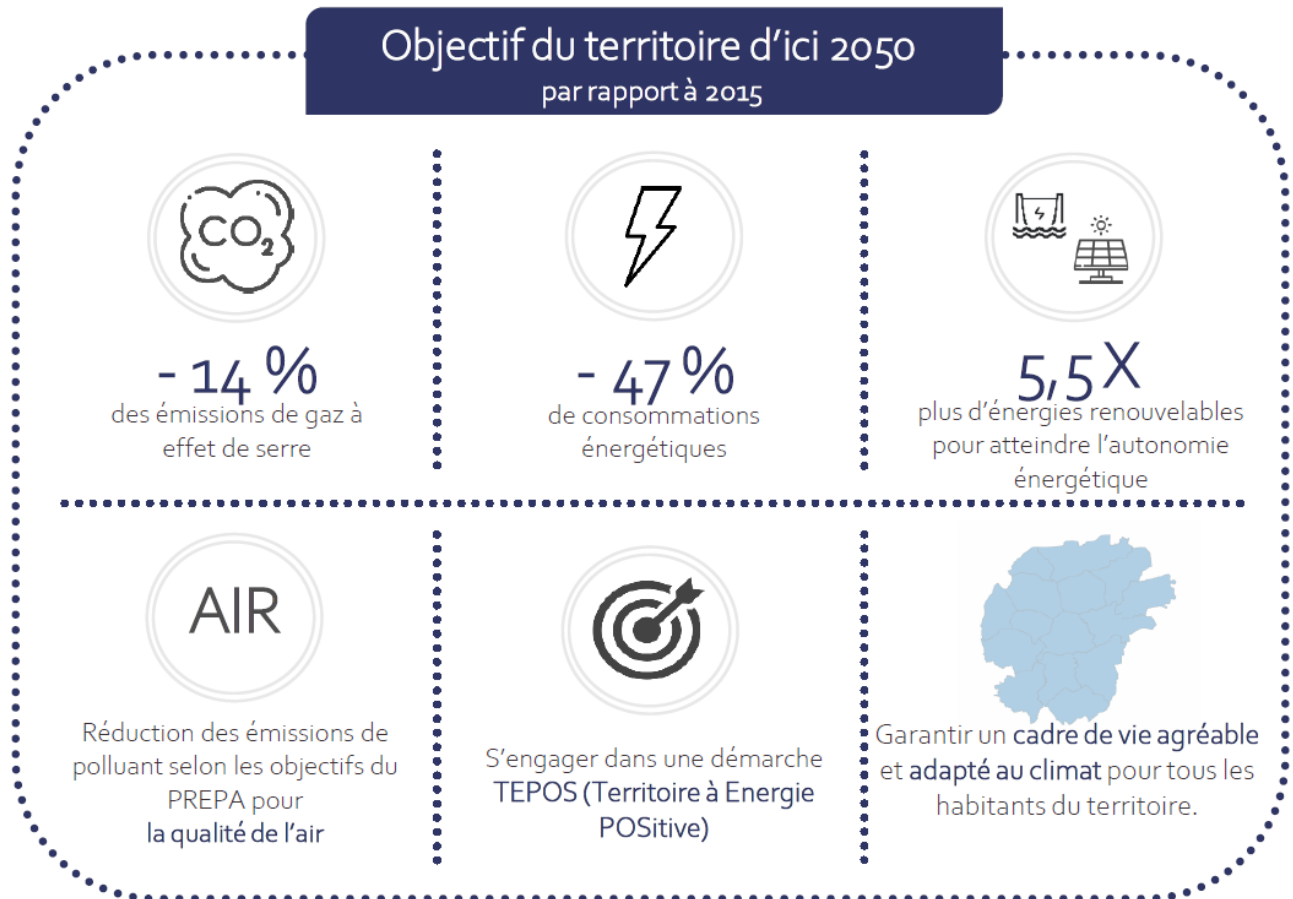 Objectif du territoire d'ici 2050
par rapport à 2015
CO2
- 14 %
des émissions de gaz à
effet de serre
- 47 %
de consommations
énergétiques
5,5 X
plus d'énergies renouvelables
pour atteindre l'autonomie
énergétique
AIR
Réduction des émissions de
polluant selon les objectifs du
PREPA pour
la qualité de l'air
S'engager dans une démarche
TEPOS (Territoire à Energie
POSitive)
Garantir un cadre de vie agréable
et adapté au climat pour tous les
habitants du territoire.